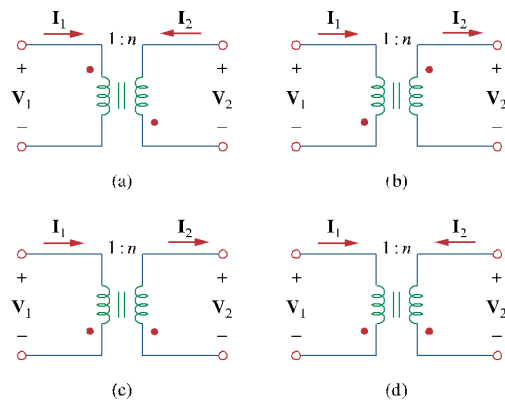 I1 1 : n I2
+ +
V1 V2
– –
(a)
I1 1 : n I2
+ +
V1 V2
– –
(b)
I1 1 : n I2
+ +
V1 V2
– –
(c)
I1 1 : n I2
+ +
V1 V2
– –
(d)